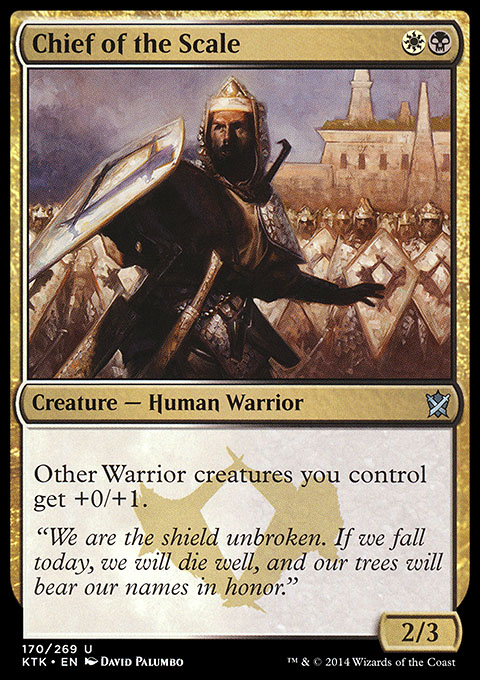 Chief of the Scale
Creature — Human Warrior
Other Warrior creatures you control
get +0/+1.
“We are the shield unbroken. If we fall
today, we will die well, and our trees will
bear our names in honor.”
2/3
170/269 U
KTK • EN David Palumbo
™ & © 2014 Wizards of the Coast